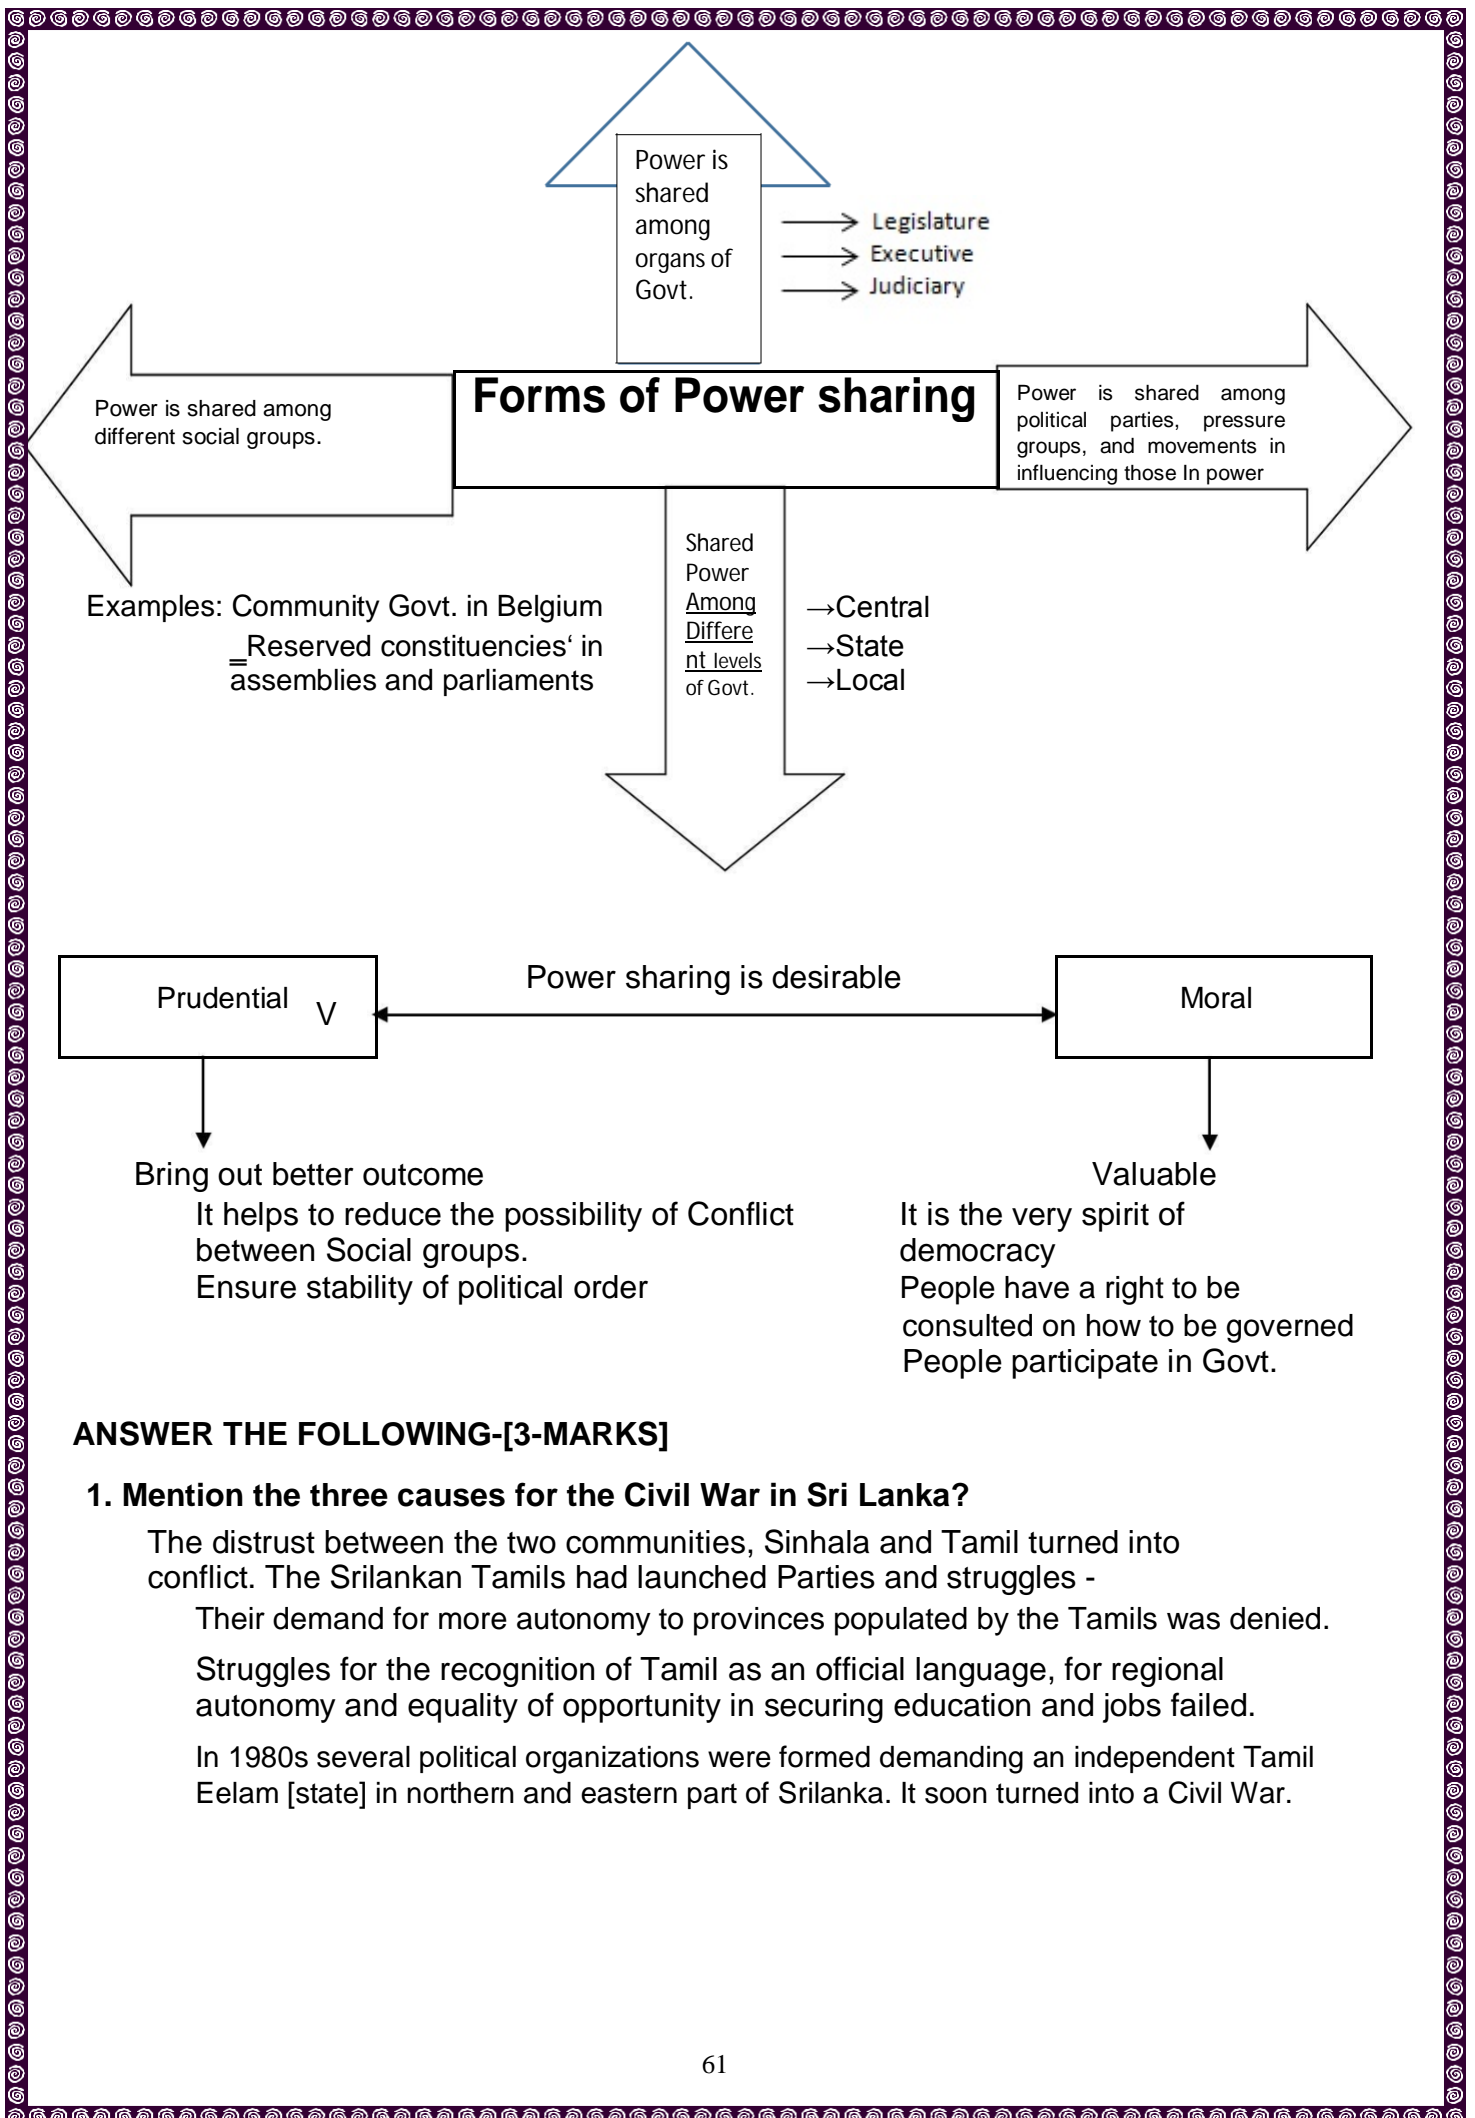 Power is
shared
among
organs of
Govt.
Legislature
Executive
Judiciary
Forms of Power sharing
Power is shared among
different social groups.
Power is shared among
political parties, pressure
groups, and movements in
influencing those In power
Examples: Community Govt. in Belgium
‗Reserved constituencies‘ in
assemblies and parliaments
Shared
Power
Among
Differe
nt levels
of Govt.
→Central
→State
→Local
Power sharing is desirable
Prudential V
Moral
Bring out better outcome
It helps to reduce the possibility of Conflict
between Social groups.
Ensure stability of political order
Valuable
It is the very spirit of
democracy
People have a right to be
consulted on how to be governed
People participate in Govt.
ANSWER THE FOLLOWING-[3-MARKS]
1. Mention the three causes for the Civil War in Sri Lanka?
The distrust between the two communities, Sinhala and Tamil turned into
conflict. The Srilankan Tamils had launched Parties and struggles -
Their demand for more autonomy to provinces populated by the Tamils was denied.
Struggles for the recognition of Tamil as an official language, for regional
autonomy and equality of opportunity in securing education and jobs failed.
In 1980s several political organizations were formed demanding an independent Tamil
Eelam [state] in northern and eastern part of Srilanka. It soon turned into a Civil War.
61